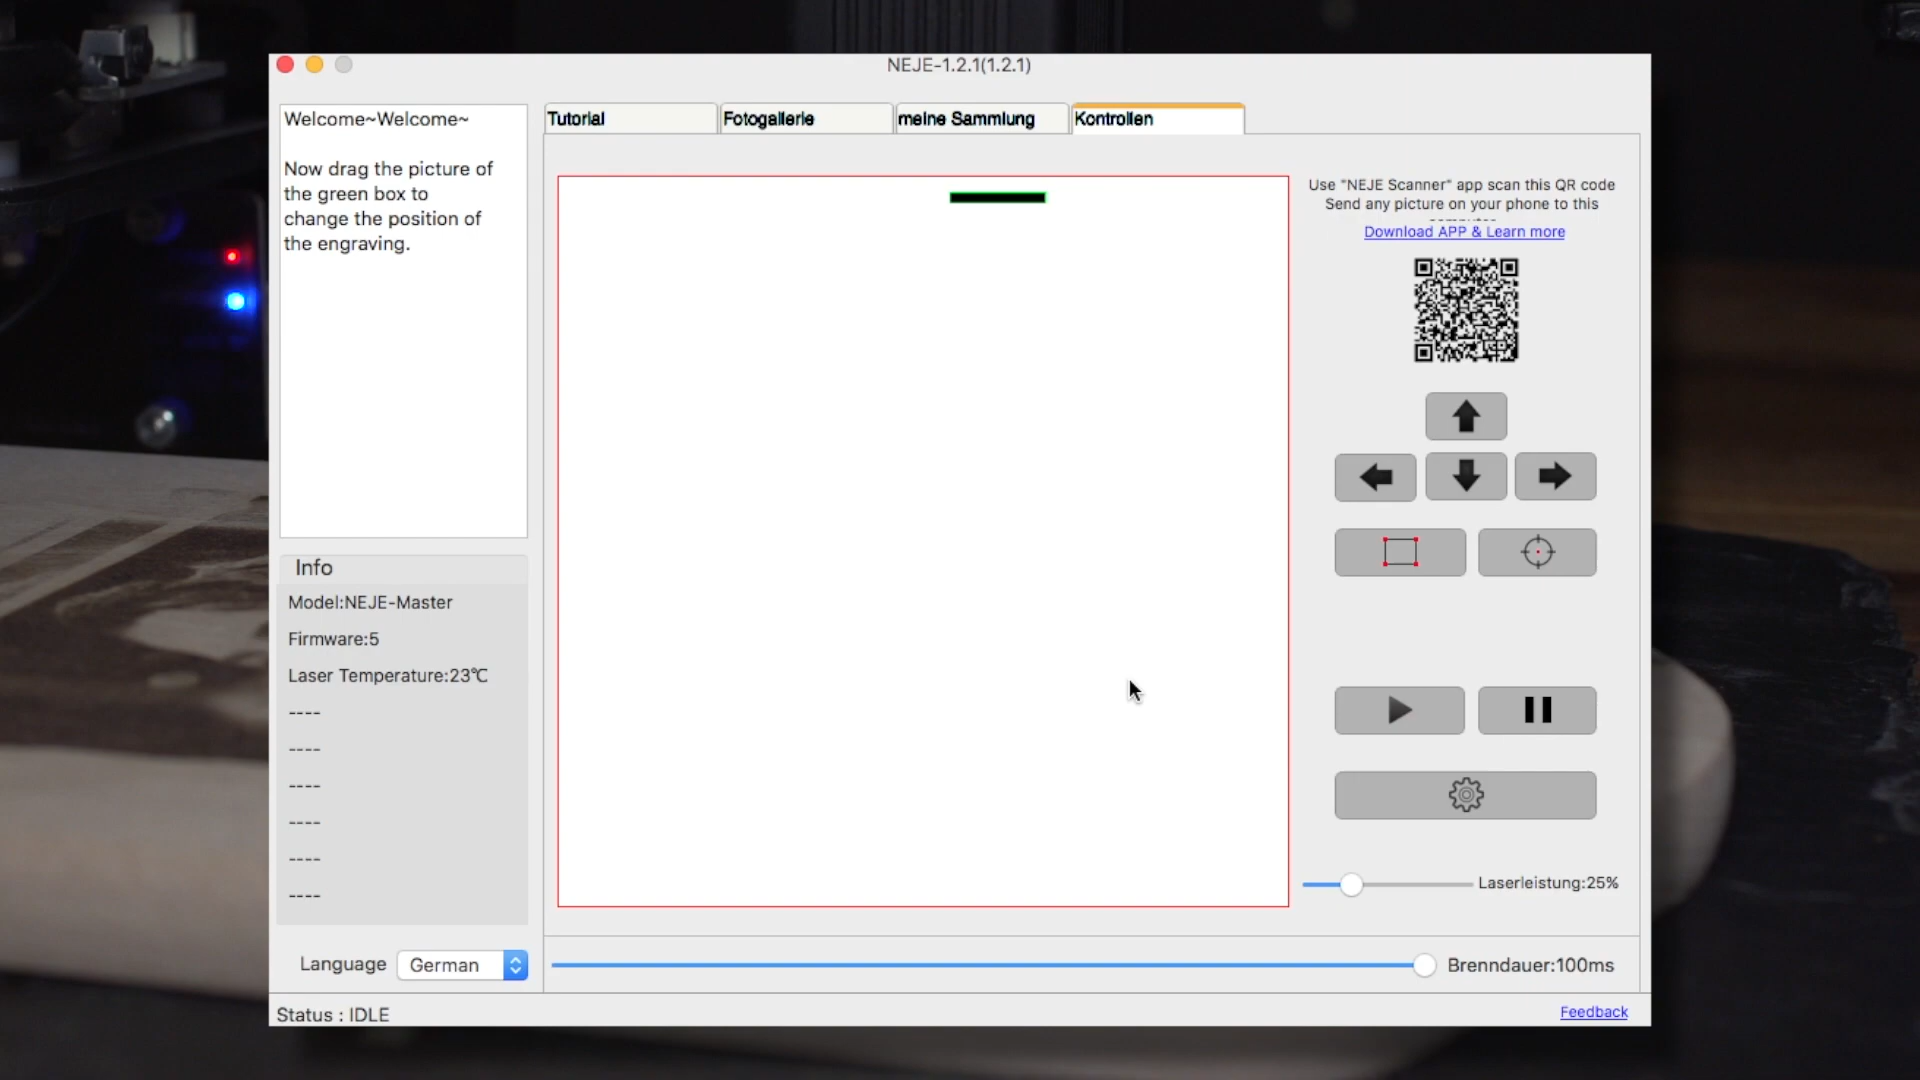 NEJE-1.2.1(1.2.1)
Welcome~Welcome~
Now drag the picture of
the green box to
change the position of
the engraving.
Info
Model:NEJE-Master
Firmware:5
Laser Temperature:23℃
----
----
----
----
----
----
Language
German
Status : IDLE
Tutorial
Fotogallerie
meine Sammlung
Kontrollen
Use "NEJE Scanner" app scan this QR code
Send any picture on your phone to this
Download APP & Learn more
Laserleistung:25%
Brenndauer:100ms
Feedback